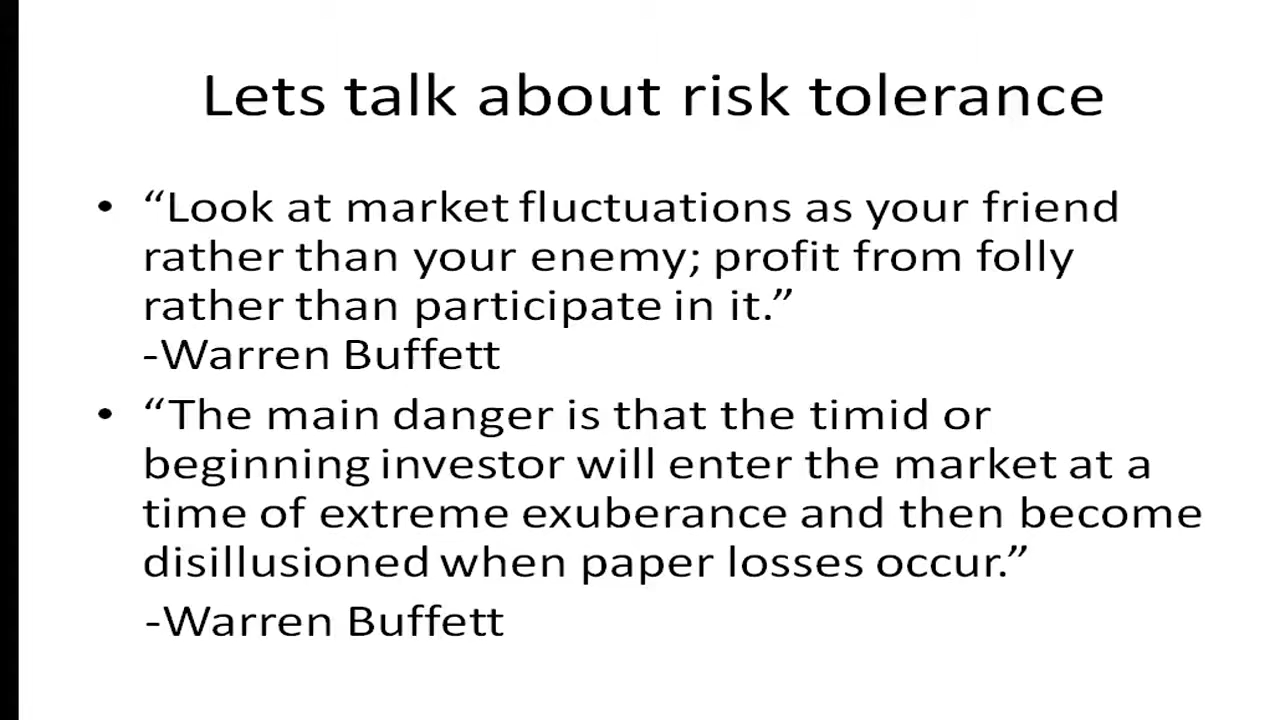 Lets talk about risk tolerance
• “Look at market fluctuations as your friend
rather than your enemy; profit from folly
rather than participate in it.”
-Warren Buffett
• “The main danger is that the timid or
beginning investor will enter the market at a
time of extreme exuberance and then become
disillusioned when paper losses occur.”
-Warren Buffett